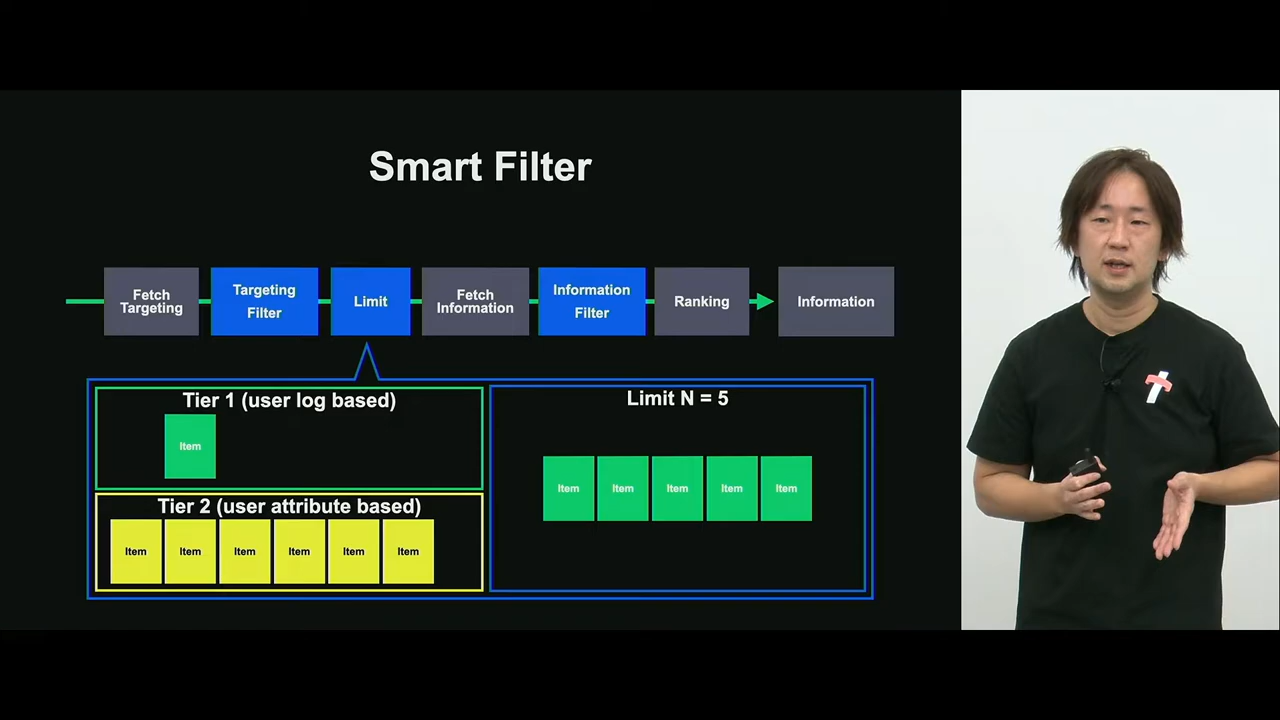 Smart Filter
Fetch
Targeting
Targeting
Filter
Limit
Fetch
Information
Information
Filter
Ranking
Information
Tier 1 (user log based)
Item
Tier 2 (user attribute based)
Item Item Item Item Item Item
Limit N = 5
Item Item Item Item Item